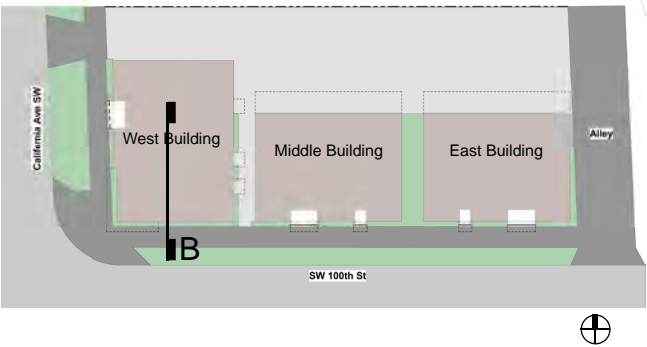 California Ave SW
West Building
Middle Building
East Building
Alley
B
SW 100th St